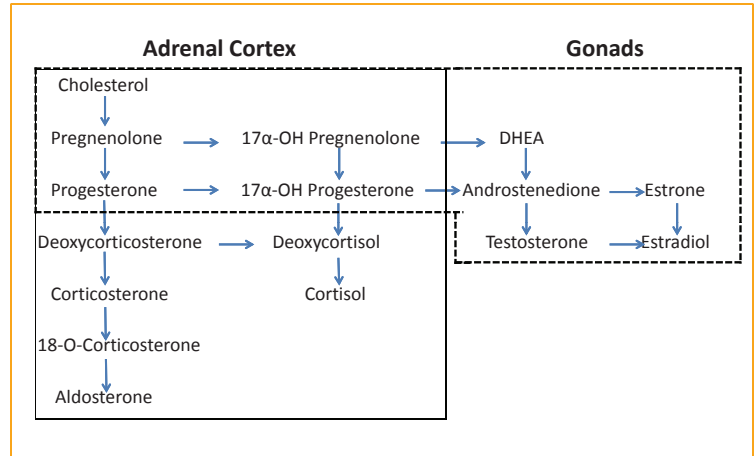 Adrenal Cortex Gonads
Cholesterol
Pregnenolone 17α-OH Pregnenolone DHEA
Progesterone 17α-OH Progesterone Androstenedione Estrone
Deoxycorticosterone Deoxycortisol Testosterone Estradiol
Corticosterone Cortisol
18-O-Corticosterone
Aldosterone